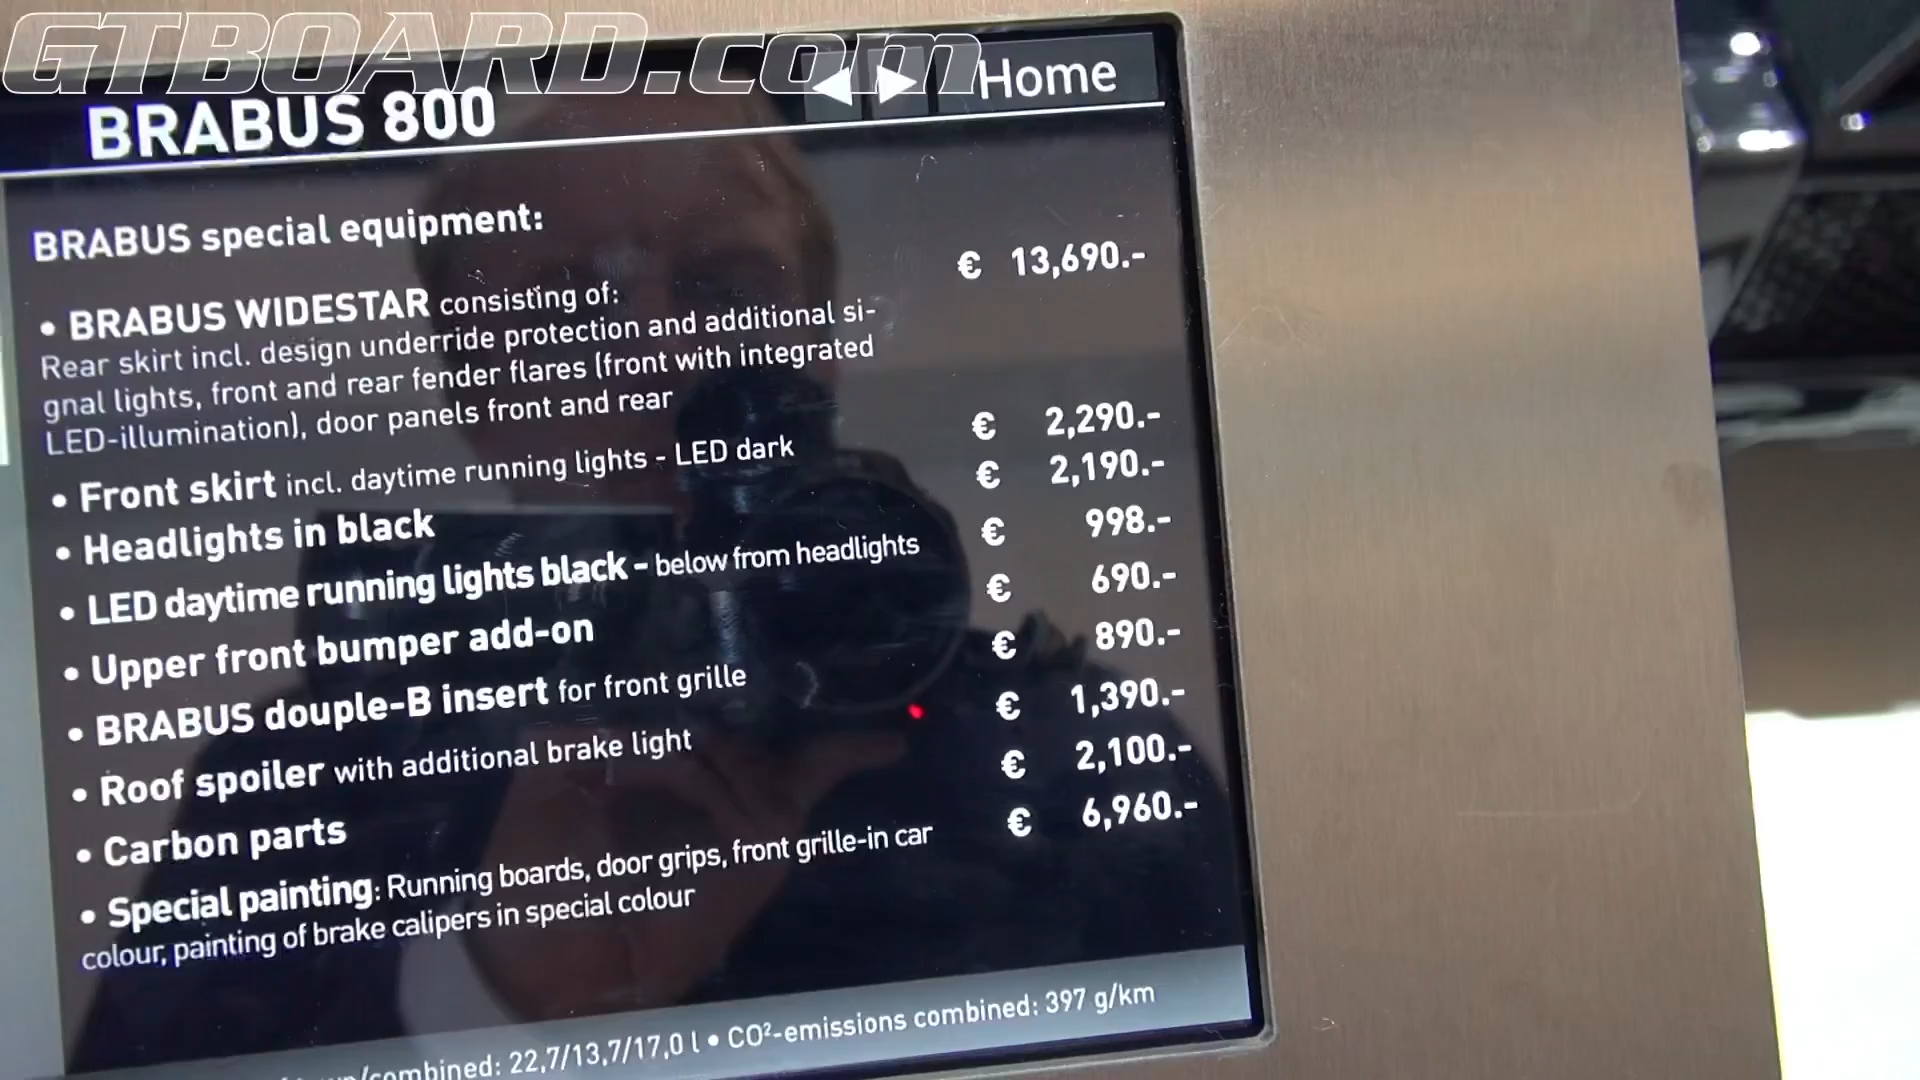 GTBOARD.com
Home
BRABUS 800
BRABUS special equipment:
• BRABUS WIDESTAR consisting of: € 13,690.-
Rear skirt incl. design underride protection and additional si-
gnal lights, front and rear fender flares (front with integrated
LED-illumination), door panels front and rear
• Front skirt incl. daytime running lights - LED dark € 2,290.-
• Headlights in black € 2,190.-
• LED daytime running lights black - below from headlights € 998.-
• Upper front bumper add-on € 690.-
• BRABUS douple-B insert for front grille € 890.-
• Roof spoiler with additional brake light € 1,390.-
• Carbon parts € 2,100.-
• Special painting: Running boards, door grips, front grille-in car € 6,960.-
colour, painting of brake calipers in special colour
/combined: 22,7/13,7/17,0 l • CO²-emissions combined: 397 g/km